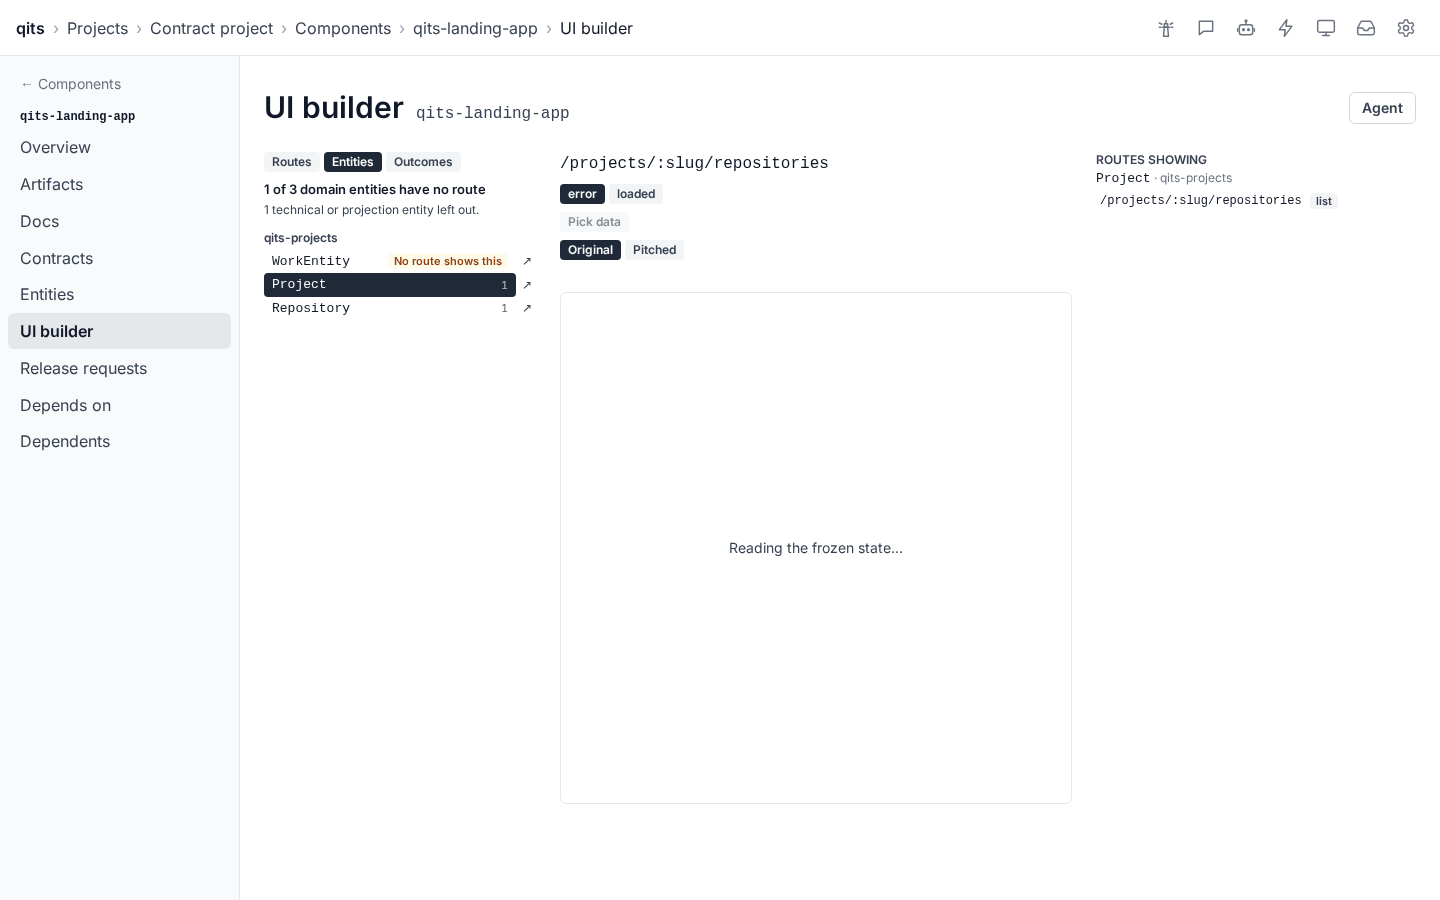 qits › Projects › Contract project › Components › qits-landing-app › UI builder
← Components
qits-landing-app
Overview
Artifacts
Docs
Contracts
Entities
UI builder
Release requests
Depends on
Dependents
UI builder qits-landing-app
Agent
Routes Entities Outcomes
1 of 3 domain entities have no route
1 technical or projection entity left out.
qits-projects
WorkEntity No route shows this ↗
Project 1 ↗
Repository 1 ↗
/projects/:slug/repositories
error loaded
Pick data
Original Pitched
Reading the frozen state...
ROUTES SHOWING
Project · qits-projects
/projects/:slug/repositories list